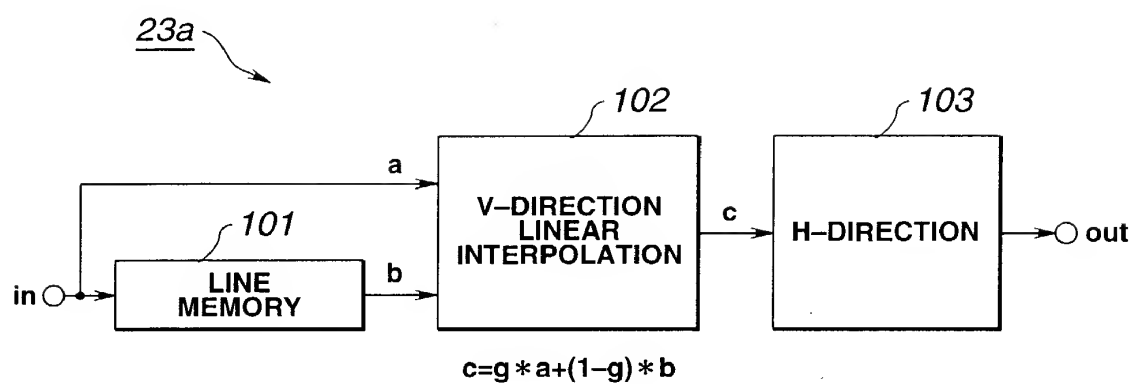 23a
102
103
a
V–DIRECTION
LINEAR
INTERPOLATION
c
H–DIRECTION
out
101
in
LINE
MEMORY
b
c=g*a+(1–g)*b